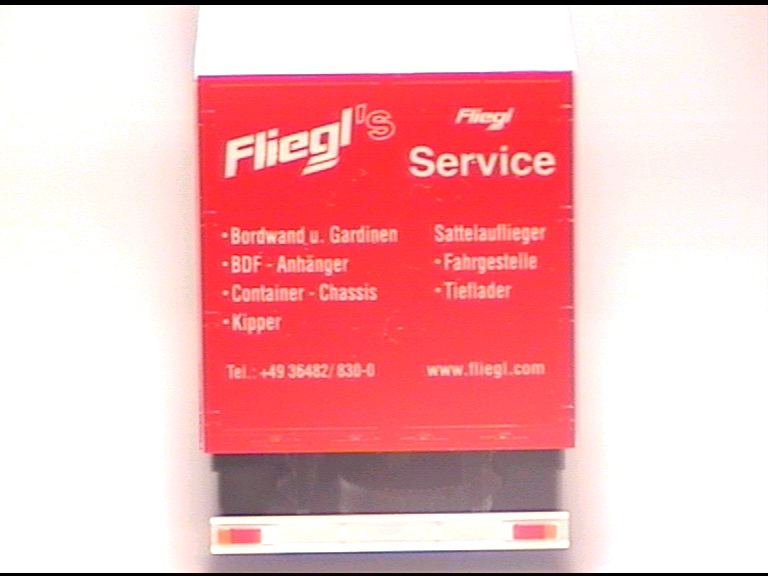 Fliegl's
Fliegl
Service
•Bordwand u. Gardinen
•BDF - Anhänger
•Container - Chassis
•Kipper
Sattelauflieger
•Fahrgestelle
•Tieflader
Tel.: +49 36482/ 830-0
www.fliegl.com